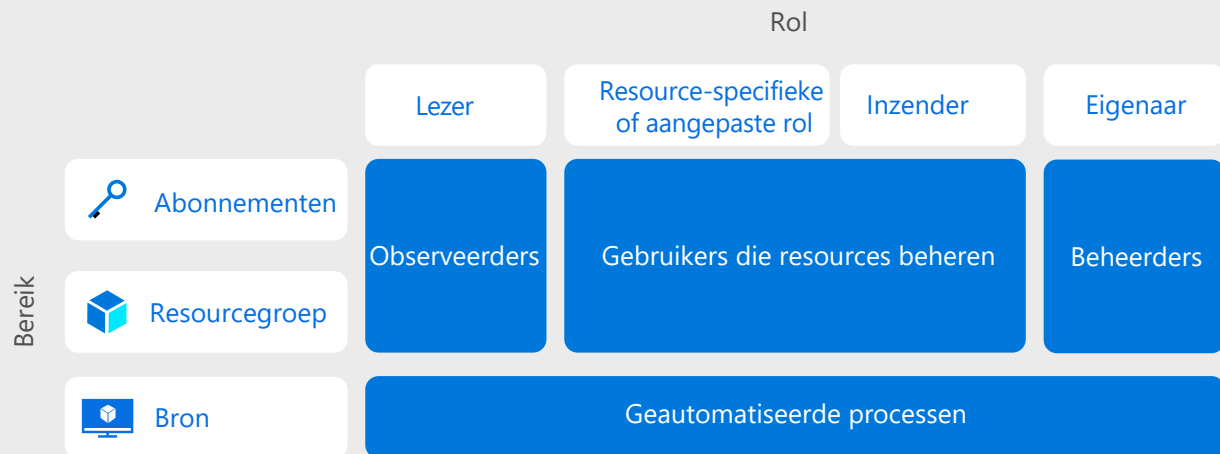 Rol
Lezer
Resource-specifieke
of aangepaste rol
Inzender
Eigenaar
Bereik
Abonnementen
Resourcegroep
Bron
Observeerders
Gebruikers die resources beheren
Beheerders
Geautomatiseerde processen